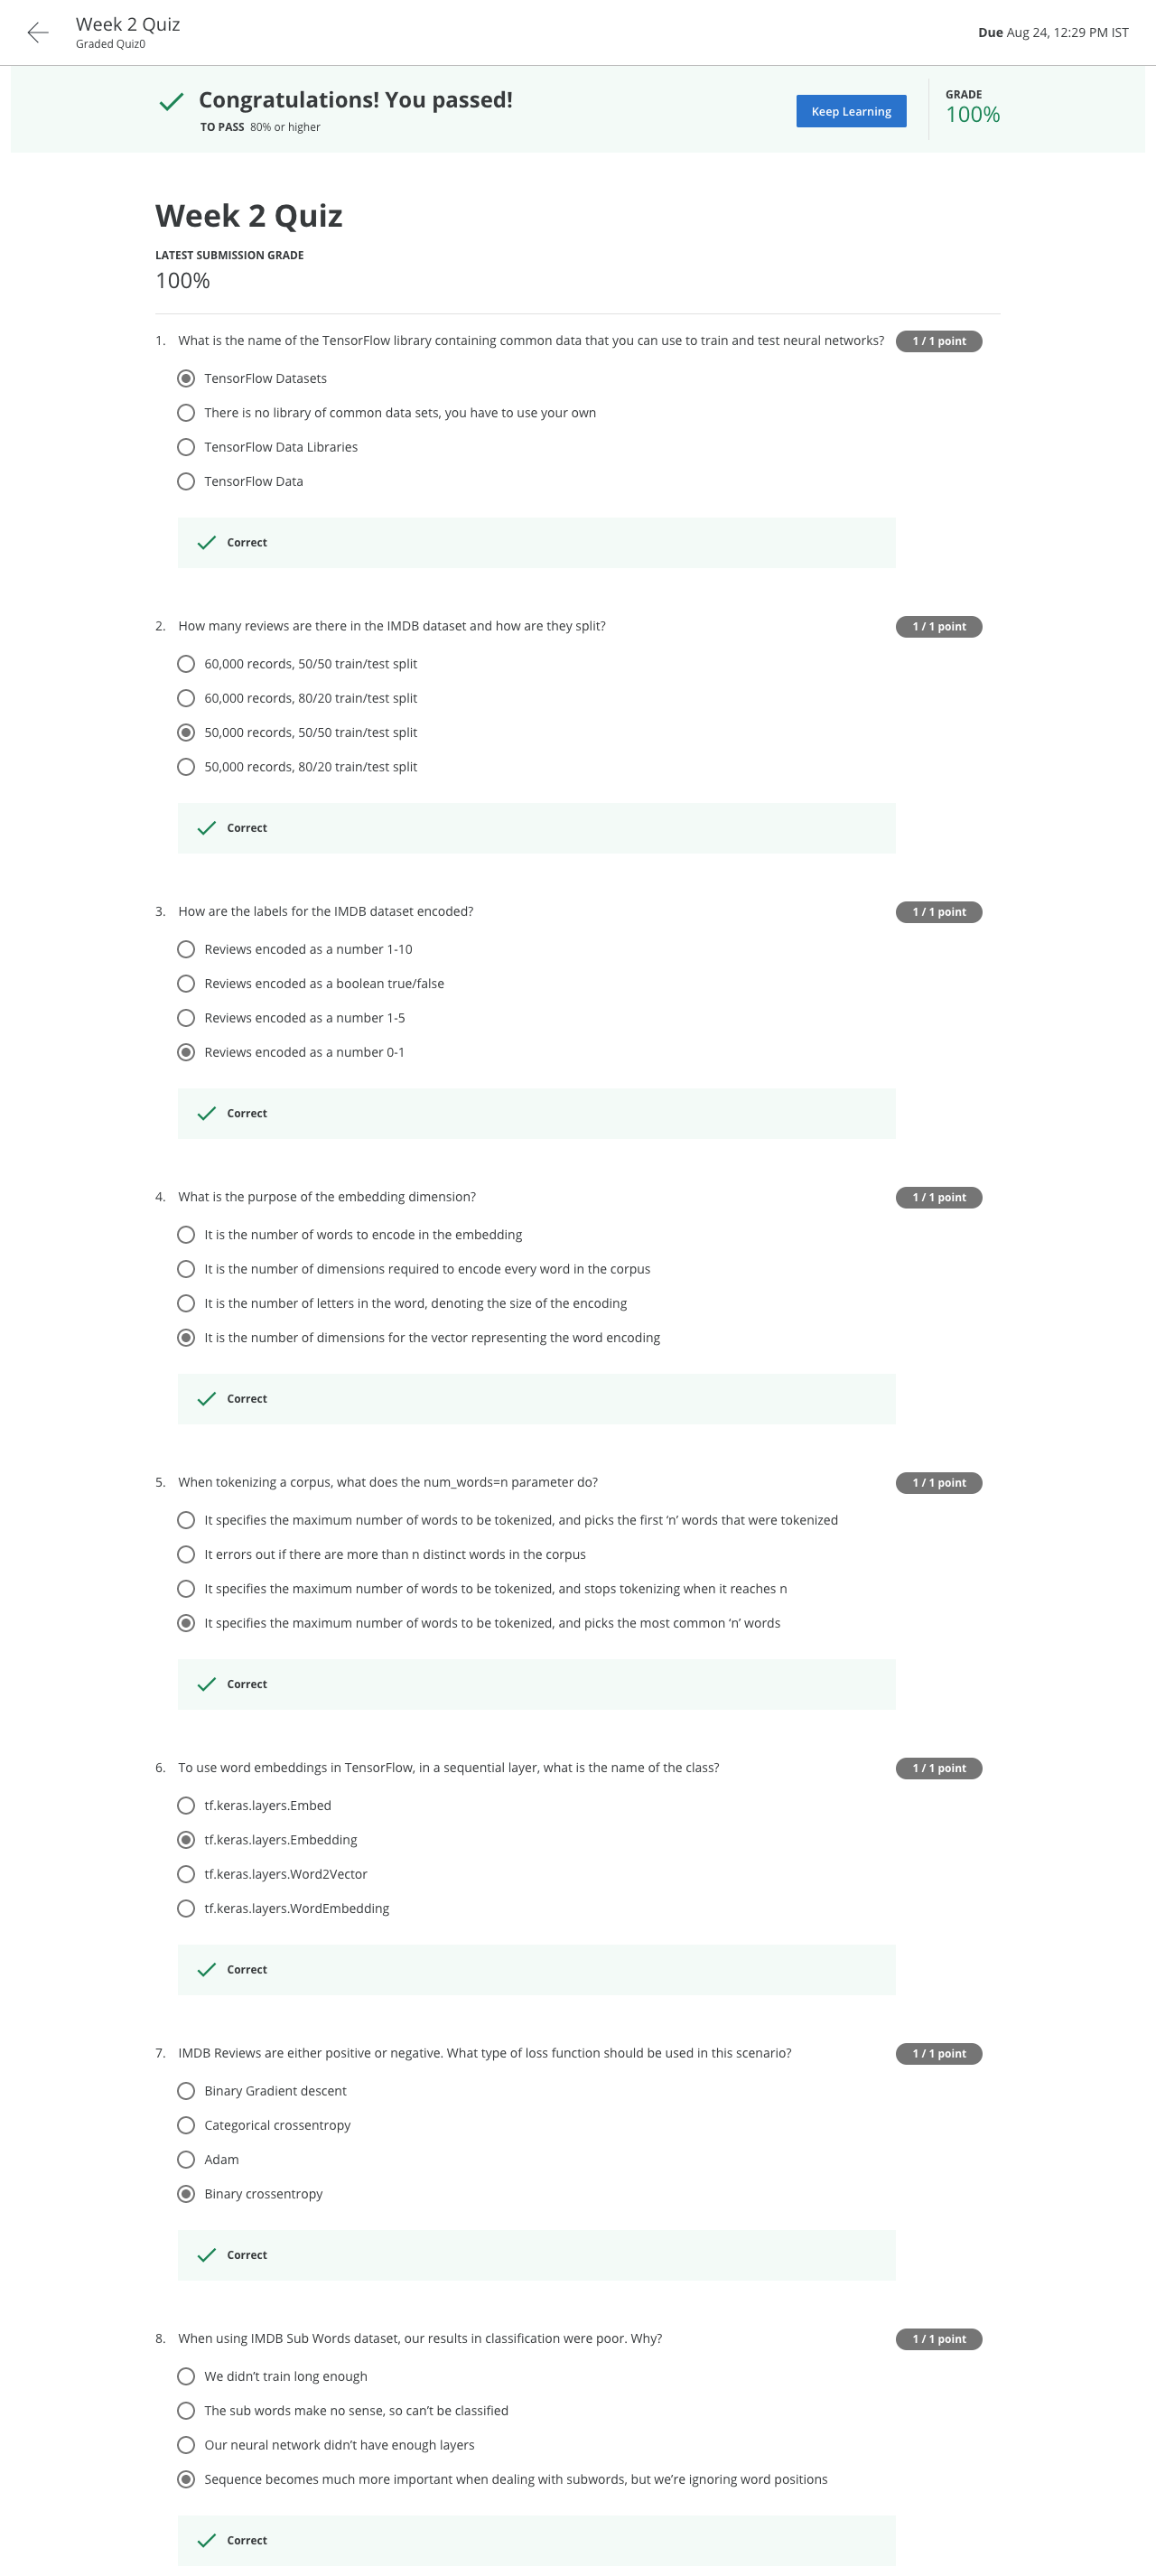 Week 2 Quiz
Graded Quiz0
Due Aug 24, 12:29 PM IST
Congratulations! You passed!
TO PASS 80% or higher
Keep Learning
GRADE
100%
Week 2 Quiz
LATEST SUBMISSION GRADE
100%
1. What is the name of the TensorFlow library containing common data that you can use to train and test neural networks? 1 / 1 point
TensorFlow Datasets
There is no library of common data sets, you have to use your own
TensorFlow Data Libraries
TensorFlow Data
Correct
2. How many reviews are there in the IMDB dataset and how are they split? 1 / 1 point
60,000 records, 50/50 train/test split
60,000 records, 80/20 train/test split
50,000 records, 50/50 train/test split
50,000 records, 80/20 train/test split
Correct
3. How are the labels for the IMDB dataset encoded? 1 / 1 point
Reviews encoded as a number 1-10
Reviews encoded as a boolean true/false
Reviews encoded as a number 1-5
Reviews encoded as a number 0-1
Correct
4. What is the purpose of the embedding dimension? 1 / 1 point
It is the number of words to encode in the embedding
It is the number of dimensions required to encode every word in the corpus
It is the number of letters in the word, denoting the size of the encoding
It is the number of dimensions for the vector representing the word encoding
Correct
5. When tokenizing a corpus, what does the num_words=n parameter do? 1 / 1 point
It specifies the maximum number of words to be tokenized, and picks the first ‘n’ words that were tokenized
It errors out if there are more than n distinct words in the corpus
It specifies the maximum number of words to be tokenized, and stops tokenizing when it reaches n
It specifies the maximum number of words to be tokenized, and picks the most common ‘n’ words
Correct
6. To use word embeddings in TensorFlow, in a sequential layer, what is the name of the class? 1 / 1 point
tf.keras.layers.Embed
tf.keras.layers.Embedding
tf.keras.layers.Word2Vector
tf.keras.layers.WordEmbedding
Correct
7. IMDB Reviews are either positive or negative. What type of loss function should be used in this scenario? 1 / 1 point
Binary Gradient descent
Categorical crossentropy
Adam
Binary crossentropy
Correct
8. When using IMDB Sub Words dataset, our results in classification were poor. Why? 1 / 1 point
We didn’t train long enough
The sub words make no sense, so can’t be classified
Our neural network didn’t have enough layers
Sequence becomes much more important when dealing with subwords, but we’re ignoring word positions
Correct